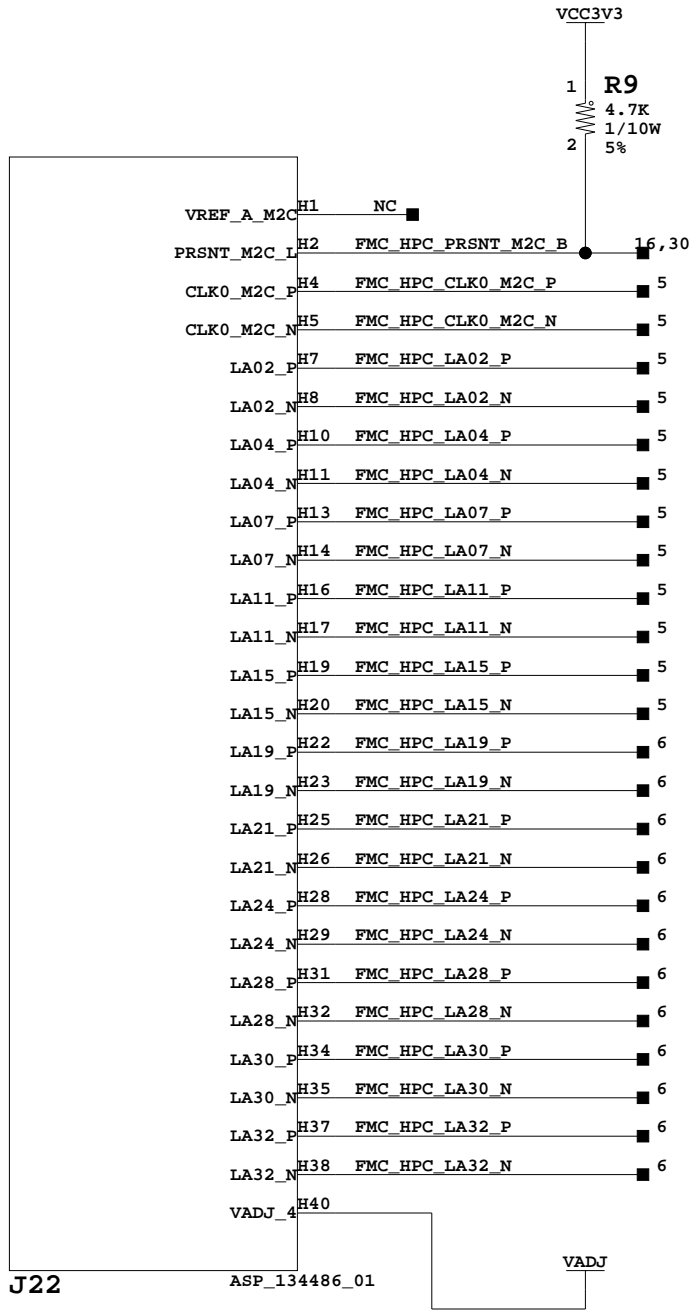 VCC3V3
1 R9
4.7K
1/10W
2 5%
VREF_A_M2C H1 NC
PRSNT_M2C_L H2 FMC_HPC_PRSNT_M2C_B 16,30
CLK0_M2C_P H4 FMC_HPC_CLK0_M2C_P 5
CLK0_M2C_N H5 FMC_HPC_CLK0_M2C_N 5
LA02_P H7 FMC_HPC_LA02_P 5
LA02_N H8 FMC_HPC_LA02_N 5
LA04_P H10 FMC_HPC_LA04_P 5
LA04_N H11 FMC_HPC_LA04_N 5
LA07_P H13 FMC_HPC_LA07_P 5
LA07_N H14 FMC_HPC_LA07_N 5
LA11_P H16 FMC_HPC_LA11_P 5
LA11_N H17 FMC_HPC_LA11_N 5
LA15_P H19 FMC_HPC_LA15_P 5
LA15_N H20 FMC_HPC_LA15_N 5
LA19_P H22 FMC_HPC_LA19_P 6
LA19_N H23 FMC_HPC_LA19_N 6
LA21_P H25 FMC_HPC_LA21_P 6
LA21_N H26 FMC_HPC_LA21_N 6
LA24_P H28 FMC_HPC_LA24_P 6
LA24_N H29 FMC_HPC_LA24_N 6
LA28_P H31 FMC_HPC_LA28_P 6
LA28_N H32 FMC_HPC_LA28_N 6
LA30_P H34 FMC_HPC_LA30_P 6
LA30_N H35 FMC_HPC_LA30_N 6
LA32_P H37 FMC_HPC_LA32_P 6
LA32_N H38 FMC_HPC_LA32_N 6
VADJ_4 H40
VADJ
J22 ASP_134486_01